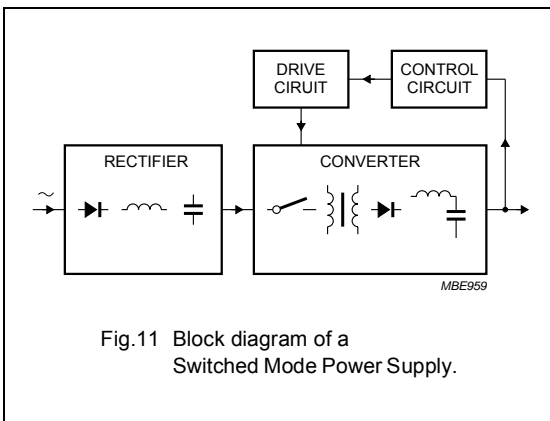 DRIVE
CIRUIT
CONTROL
CIRCUIT
RECTIFIER
CONVERTER
~
MBE959
Fig.11 Block diagram of a
Switched Mode Power Supply.